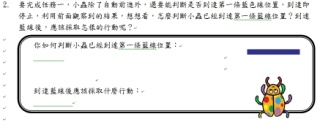 2. 要完成任務一，小蟲除了自動前進外，還要能判斷是否到達第一條藍線位置，到達即
停止，利用前面觀察到的結果，想想看，怎麼判斷小蟲已經到達第一條藍線位置？到達
藍線後，應該採取怎樣的行動呢？
你如何判斷小蟲已經到達第一條藍線位置：
到達藍線後應該採取什麼行動：